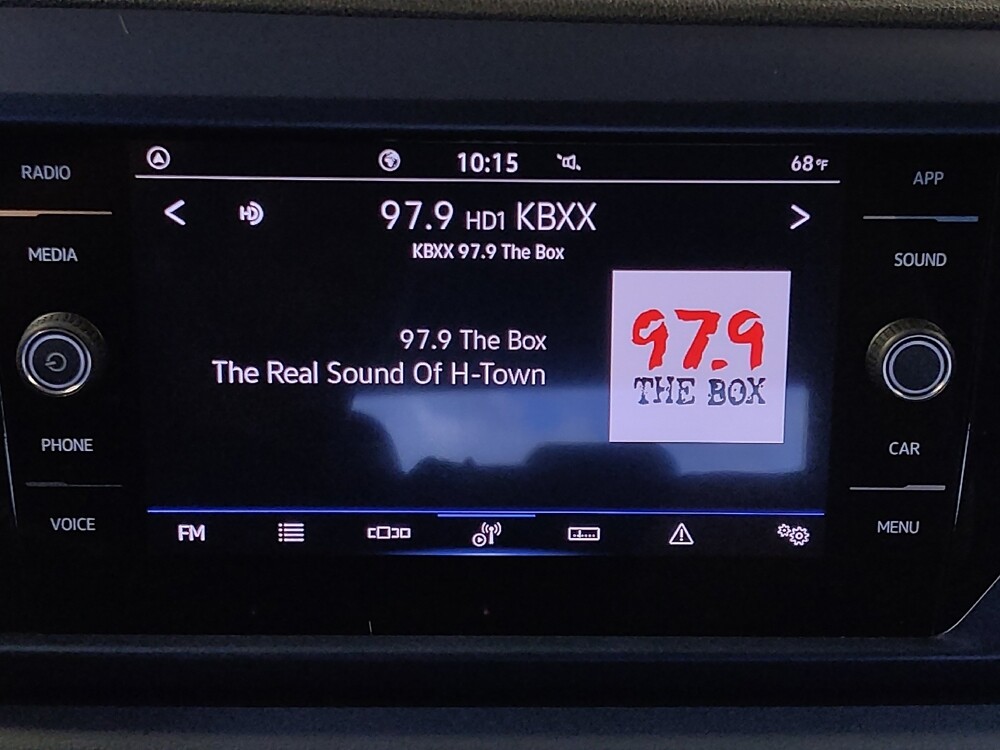 RADIO
MEDIA
PHONE
VOICE
10:15
68°F
< HD 97.9 HD1 KBXX >
KBXX 97.9 The Box
97.9 The Box
The Real Sound Of H-Town
97.9
THE BOX
FM
APP
SOUND
CAR
MENU